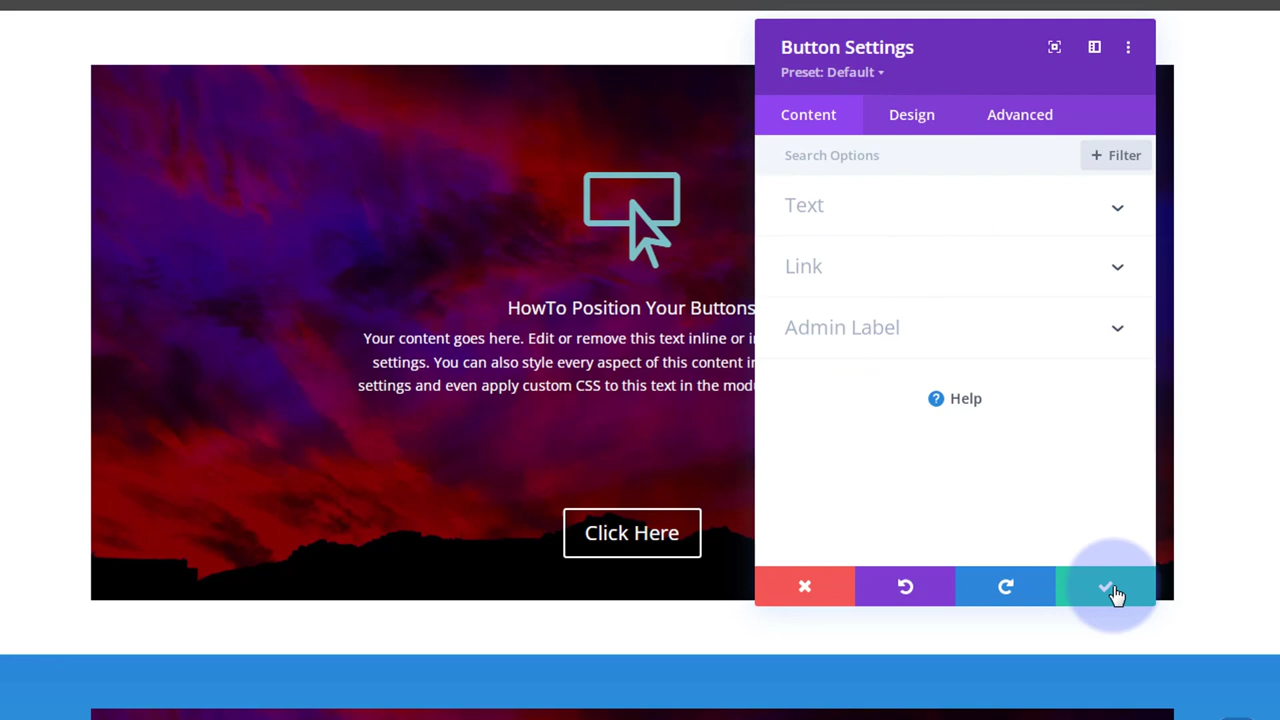 Button Settings
Preset: Default
Content Design Advanced
Search Options
+ Filter
Text
Link
Admin Label
? Help
HowTo Position Your Buttons
Your content goes here. Edit or remove this text inline or i
settings. You can also style every aspect of this content i
settings and even apply custom CSS to this text in the mod
Click Here